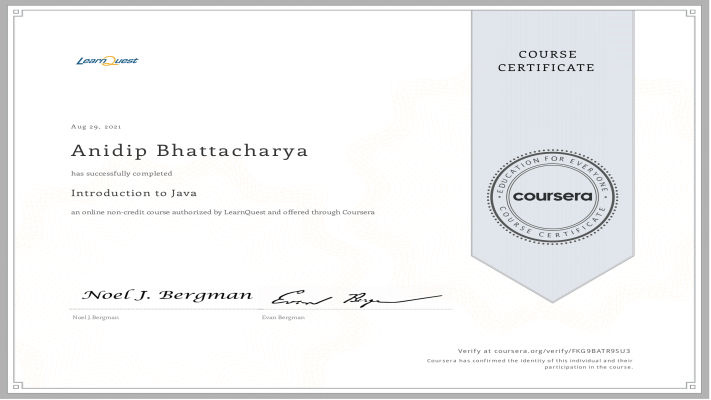 LearnQuest
COURSE
CERTIFICATE
Aug 29, 2021
Anidip Bhattacharya
has successfully completed
Introduction to Java
an online non-credit course authorized by LearnQuest and offered through Coursera
EDUCATION FOR EVERYONE
coursera
COURSE CERTIFICATE
Noel J. Bergman
Evan Bergman
Noel J.Bergman
Evan Bergman
Verify at coursera.org/verify/FKG9BATR9SU3
Coursera has confirmed the identity of this individual and their
participation in the course.